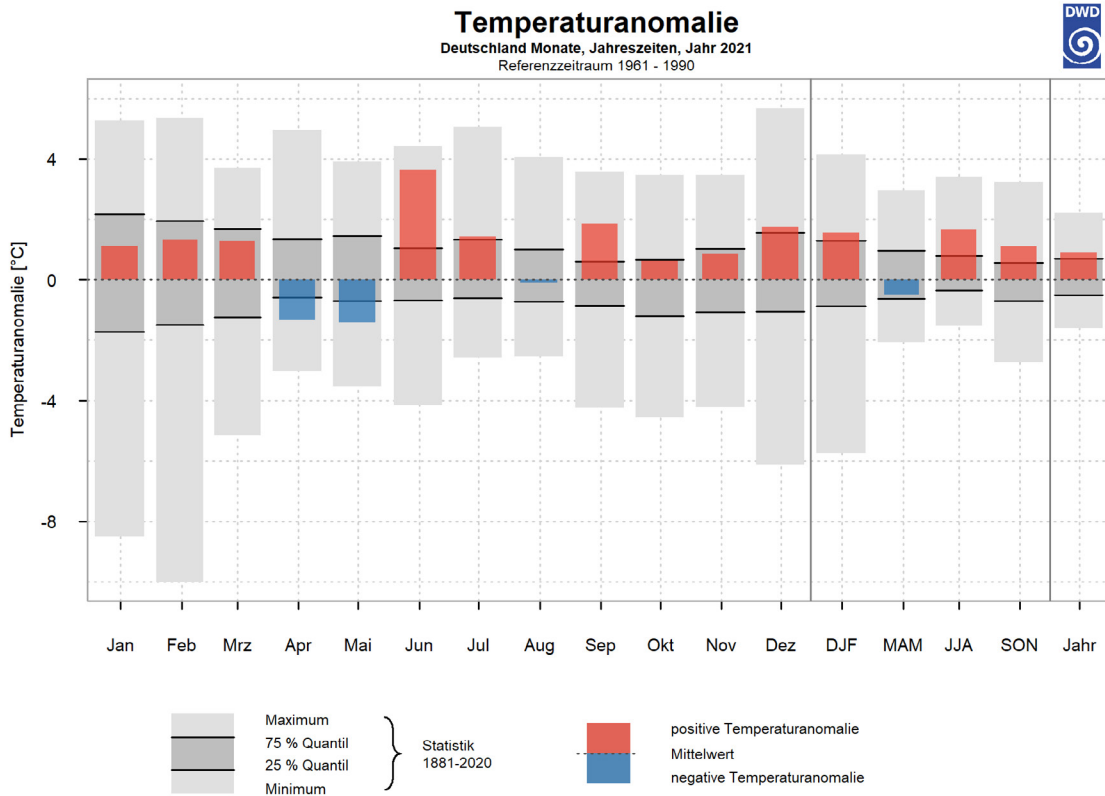 Temperaturanomalie
Deutschland Monate, Jahreszeiten, Jahr 2021
Referenzzeitraum 1961 - 1990
DWD
Temperaturanomalie [°C]
4
0
-4
-8
Jan Feb Mrz Apr Mai Jun Jul Aug Sep Okt Nov Dez DJF MAM JJA SON Jahr
Maximum
75 % Quantil
25 % Quantil
Minimum
Statistik
1881-2020
positive Temperaturanomalie
Mittelwert
negative Temperaturanomalie